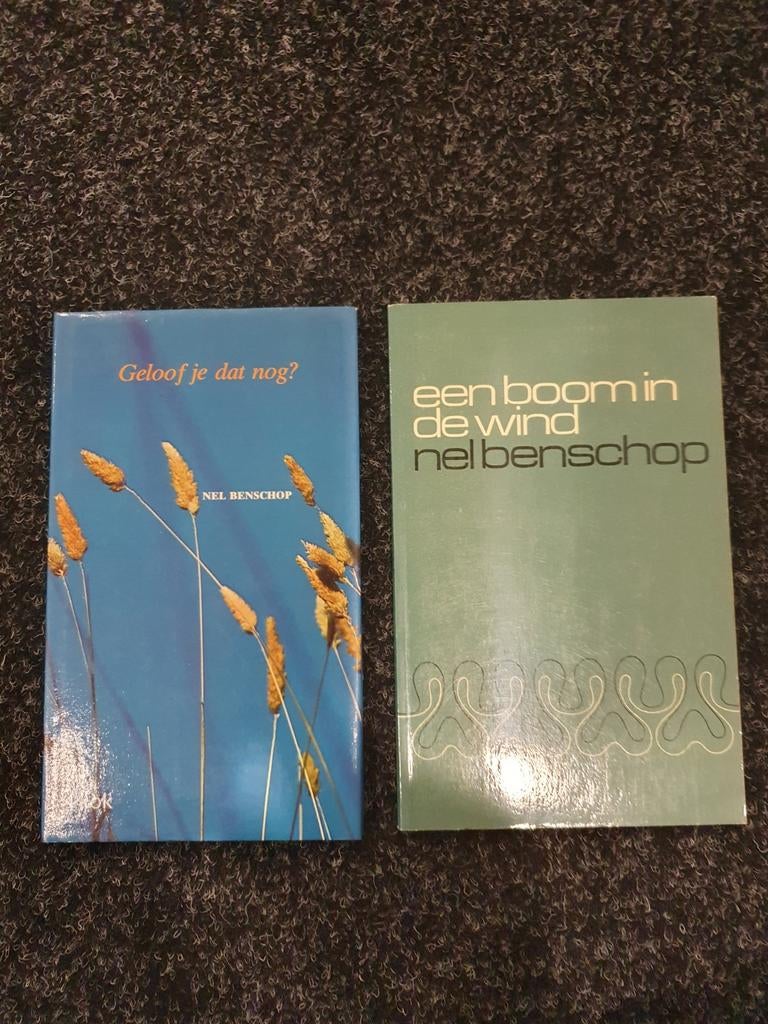 Geloof je dat nog?
NEL BENSCHOP
een boom in
de wind
nel benschop